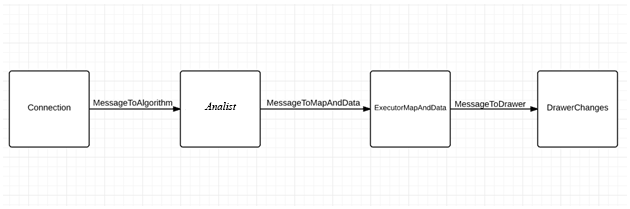 Connection
MessageToAlgorithm
Analist
MessageToMapAndData
ExecutorMapAndData
MessageToDrawer
DrawerChanges